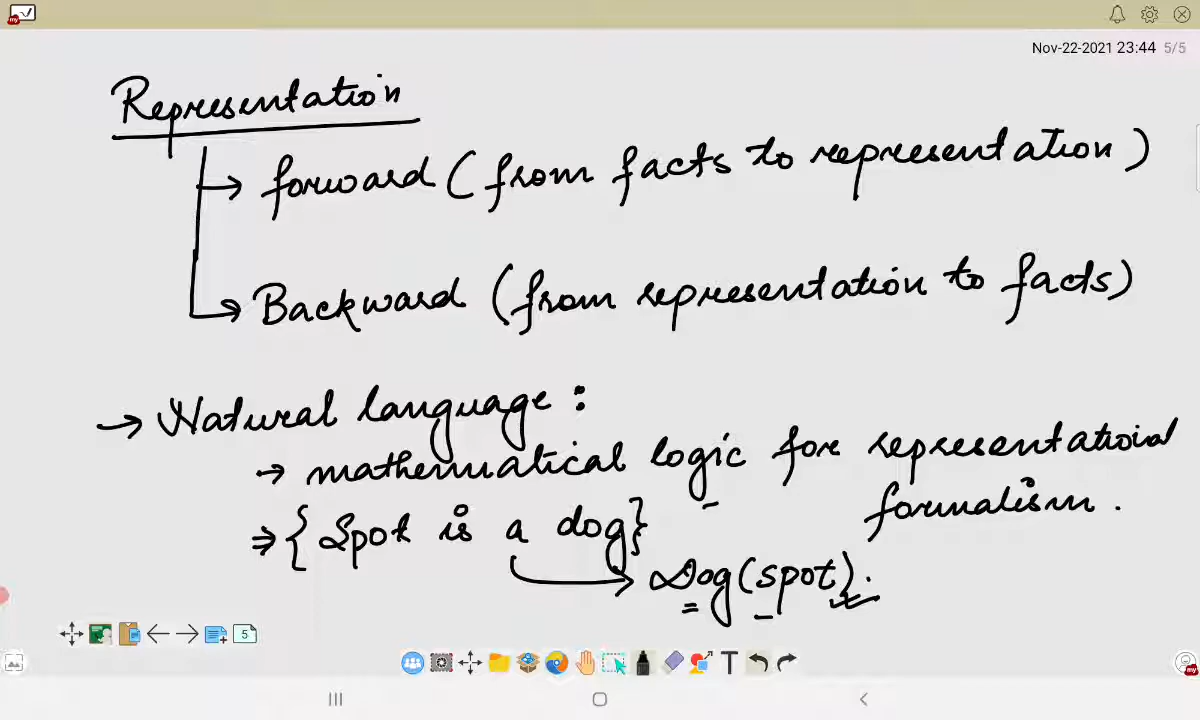 Nov-22-2021 23:44 5/5
Representation
→ forward (from facts to representation)
→ Backward (from representation to facts)
→ Natural language :
→ mathematical logic for representational
formalism.
⇒ {Spot is a dog}
Dog(spot).
5
T